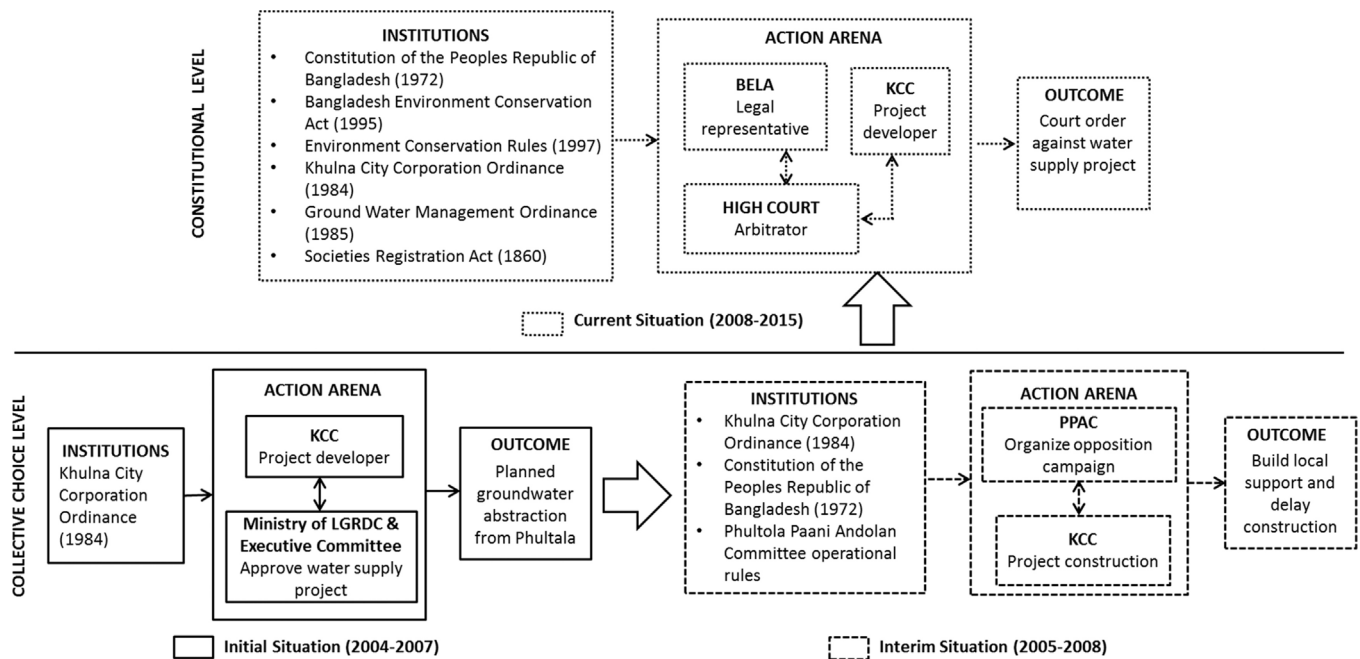 CONSTITUTIONAL LEVEL
INSTITUTIONS
• Constitution of the Peoples Republic of
Bangladesh (1972)
• Bangladesh Environment Conservation
Act (1995)
• Environment Conservation Rules (1997)
• Khulna City Corporation Ordinance
(1984)
• Ground Water Management Ordinance
(1985)
• Societies Registration Act (1860)
ACTION ARENA
BELA
Legal
representative
KCC
Project
developer
HIGH COURT
Arbitrator
OUTCOME
Court order
against water
supply project
Current Situation (2008-2015)
COLLECTIVE CHOICE LEVEL
INSTITUTIONS
Khulna City
Corporation
Ordinance
(1984)
ACTION ARENA
KCC
Project developer
Ministry of LGRDC &
Executive Committee
Approve water supply
project
OUTCOME
Planned
groundwater
abstraction
from Phultala
Initial Situation (2004-2007)
INSTITUTIONS
• Khulna City Corporation
Ordinance (1984)
• Constitution of the
Peoples Republic of
Bangladesh (1972)
• Phultola Paani Andolan
Committee operational
rules
ACTION ARENA
PPAC
Organize opposition
campaign
KCC
Project construction
OUTCOME
Build local
support and
delay
construction
Interim Situation (2005-2008)